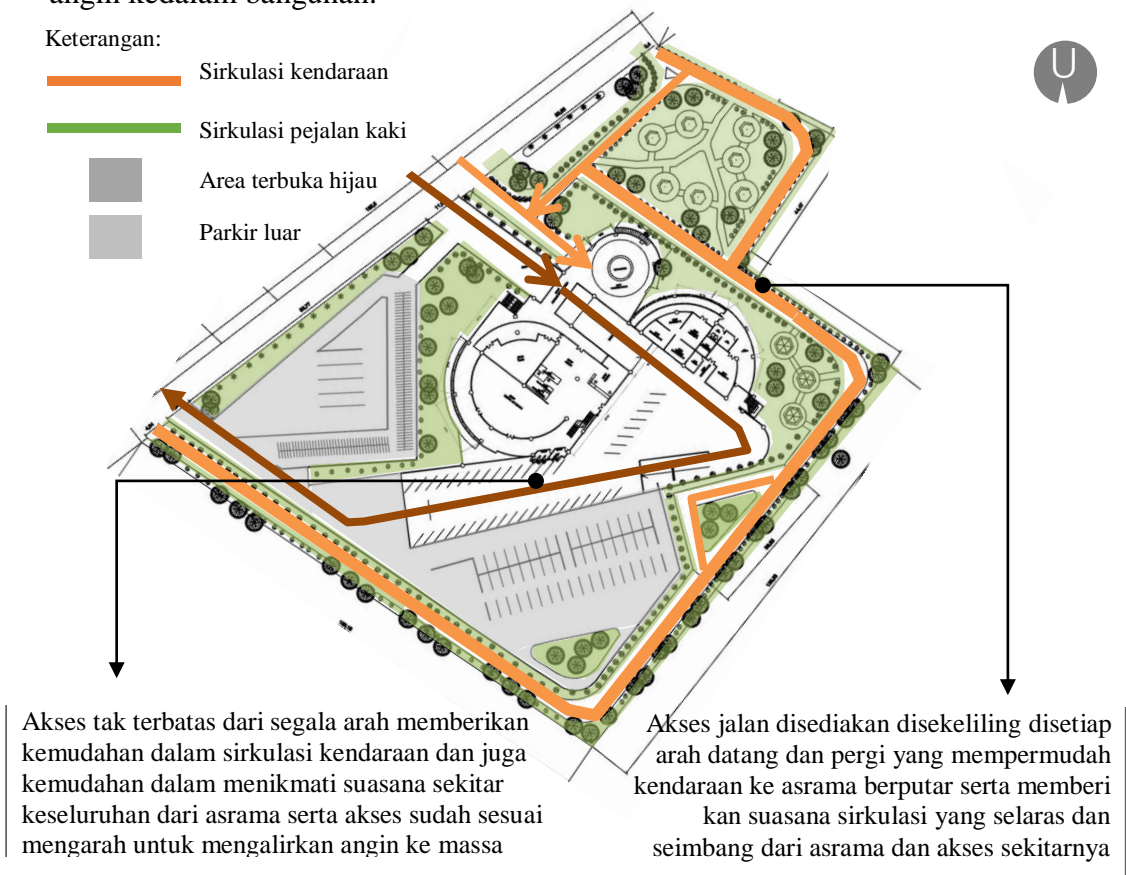 angin kedalam bangunan.
Keterangan:
Sirkulasi kendaraan
Sirkulasi pejalan kaki
Area terbuka hijau
Parkir luar
U
Akses tak terbatas dari segala arah memberikan
kemudahan dalam sirkulasi kendaraan dan juga
kemudahan dalam menikmati suasana sekitar
keseluruhan dari asrama serta akses sudah sesuai
mengarah untuk mengalirkan angin ke massa
Akses jalan disediakan disekeliling disetiap
arah datang dan pergi yang mempermudah
kendaraan ke asrama berputar serta memberi
kan suasana sirkulasi yang selaras dan
seimbang dari asrama dan akses sekitarnya